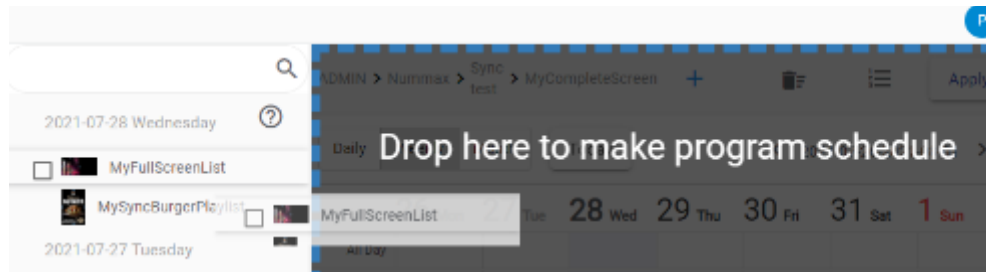 P
ADMIN > Nummax > Sync test > MyCompleteScreen +
Apply
2021-07-28 Wednesday
Daily
Drop here to make program schedule
MyFullScreenList
MySyncBurgerPlaylist
MyFullScreenList
27 Tue 28 Wed 29 Thu 30 Fri 31 Sat 1 Sun
2021-07-27 Tuesday
All Day